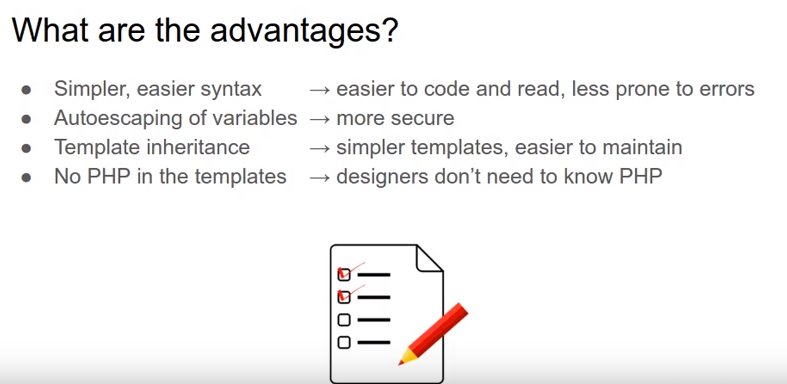 What are the advantages?
● Simpler, easier syntax → easier to code and read, less prone to errors
● Autoescaping of variables → more secure
● Template inheritance → simpler templates, easier to maintain
● No PHP in the templates → designers don’t need to know PHP